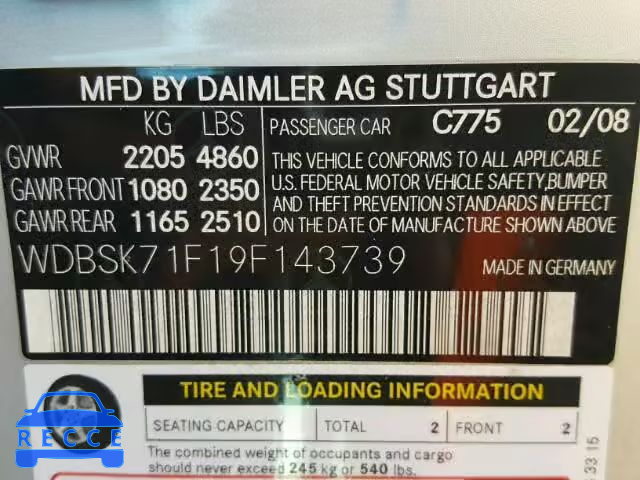 MFD BY DAIMLER AG STUTTGART
KG LBS PASSENGER CAR C775 02/08
GVWR 2205 4860
GAWR FRONT 1080 2350
GAWR REAR 1165 2510
THIS VEHICLE CONFORMS TO ALL APPLICABLE
U.S. FEDERAL MOTOR VEHICLE SAFETY, BUMPER
AND THEFT PREVENTION STANDARDS IN EFFECT
ON THE DATE OF MANUFACTURE SHOWN ABOVE
WDBSK71F19F143739 MADE IN GERMANY
TIRE AND LOADING INFORMATION
SEATING CAPACITY TOTAL 2 FRONT 2
The combined weight of occupants and cargo
should never exceed 245 kg or 540 lbs.
33 15
RECCE